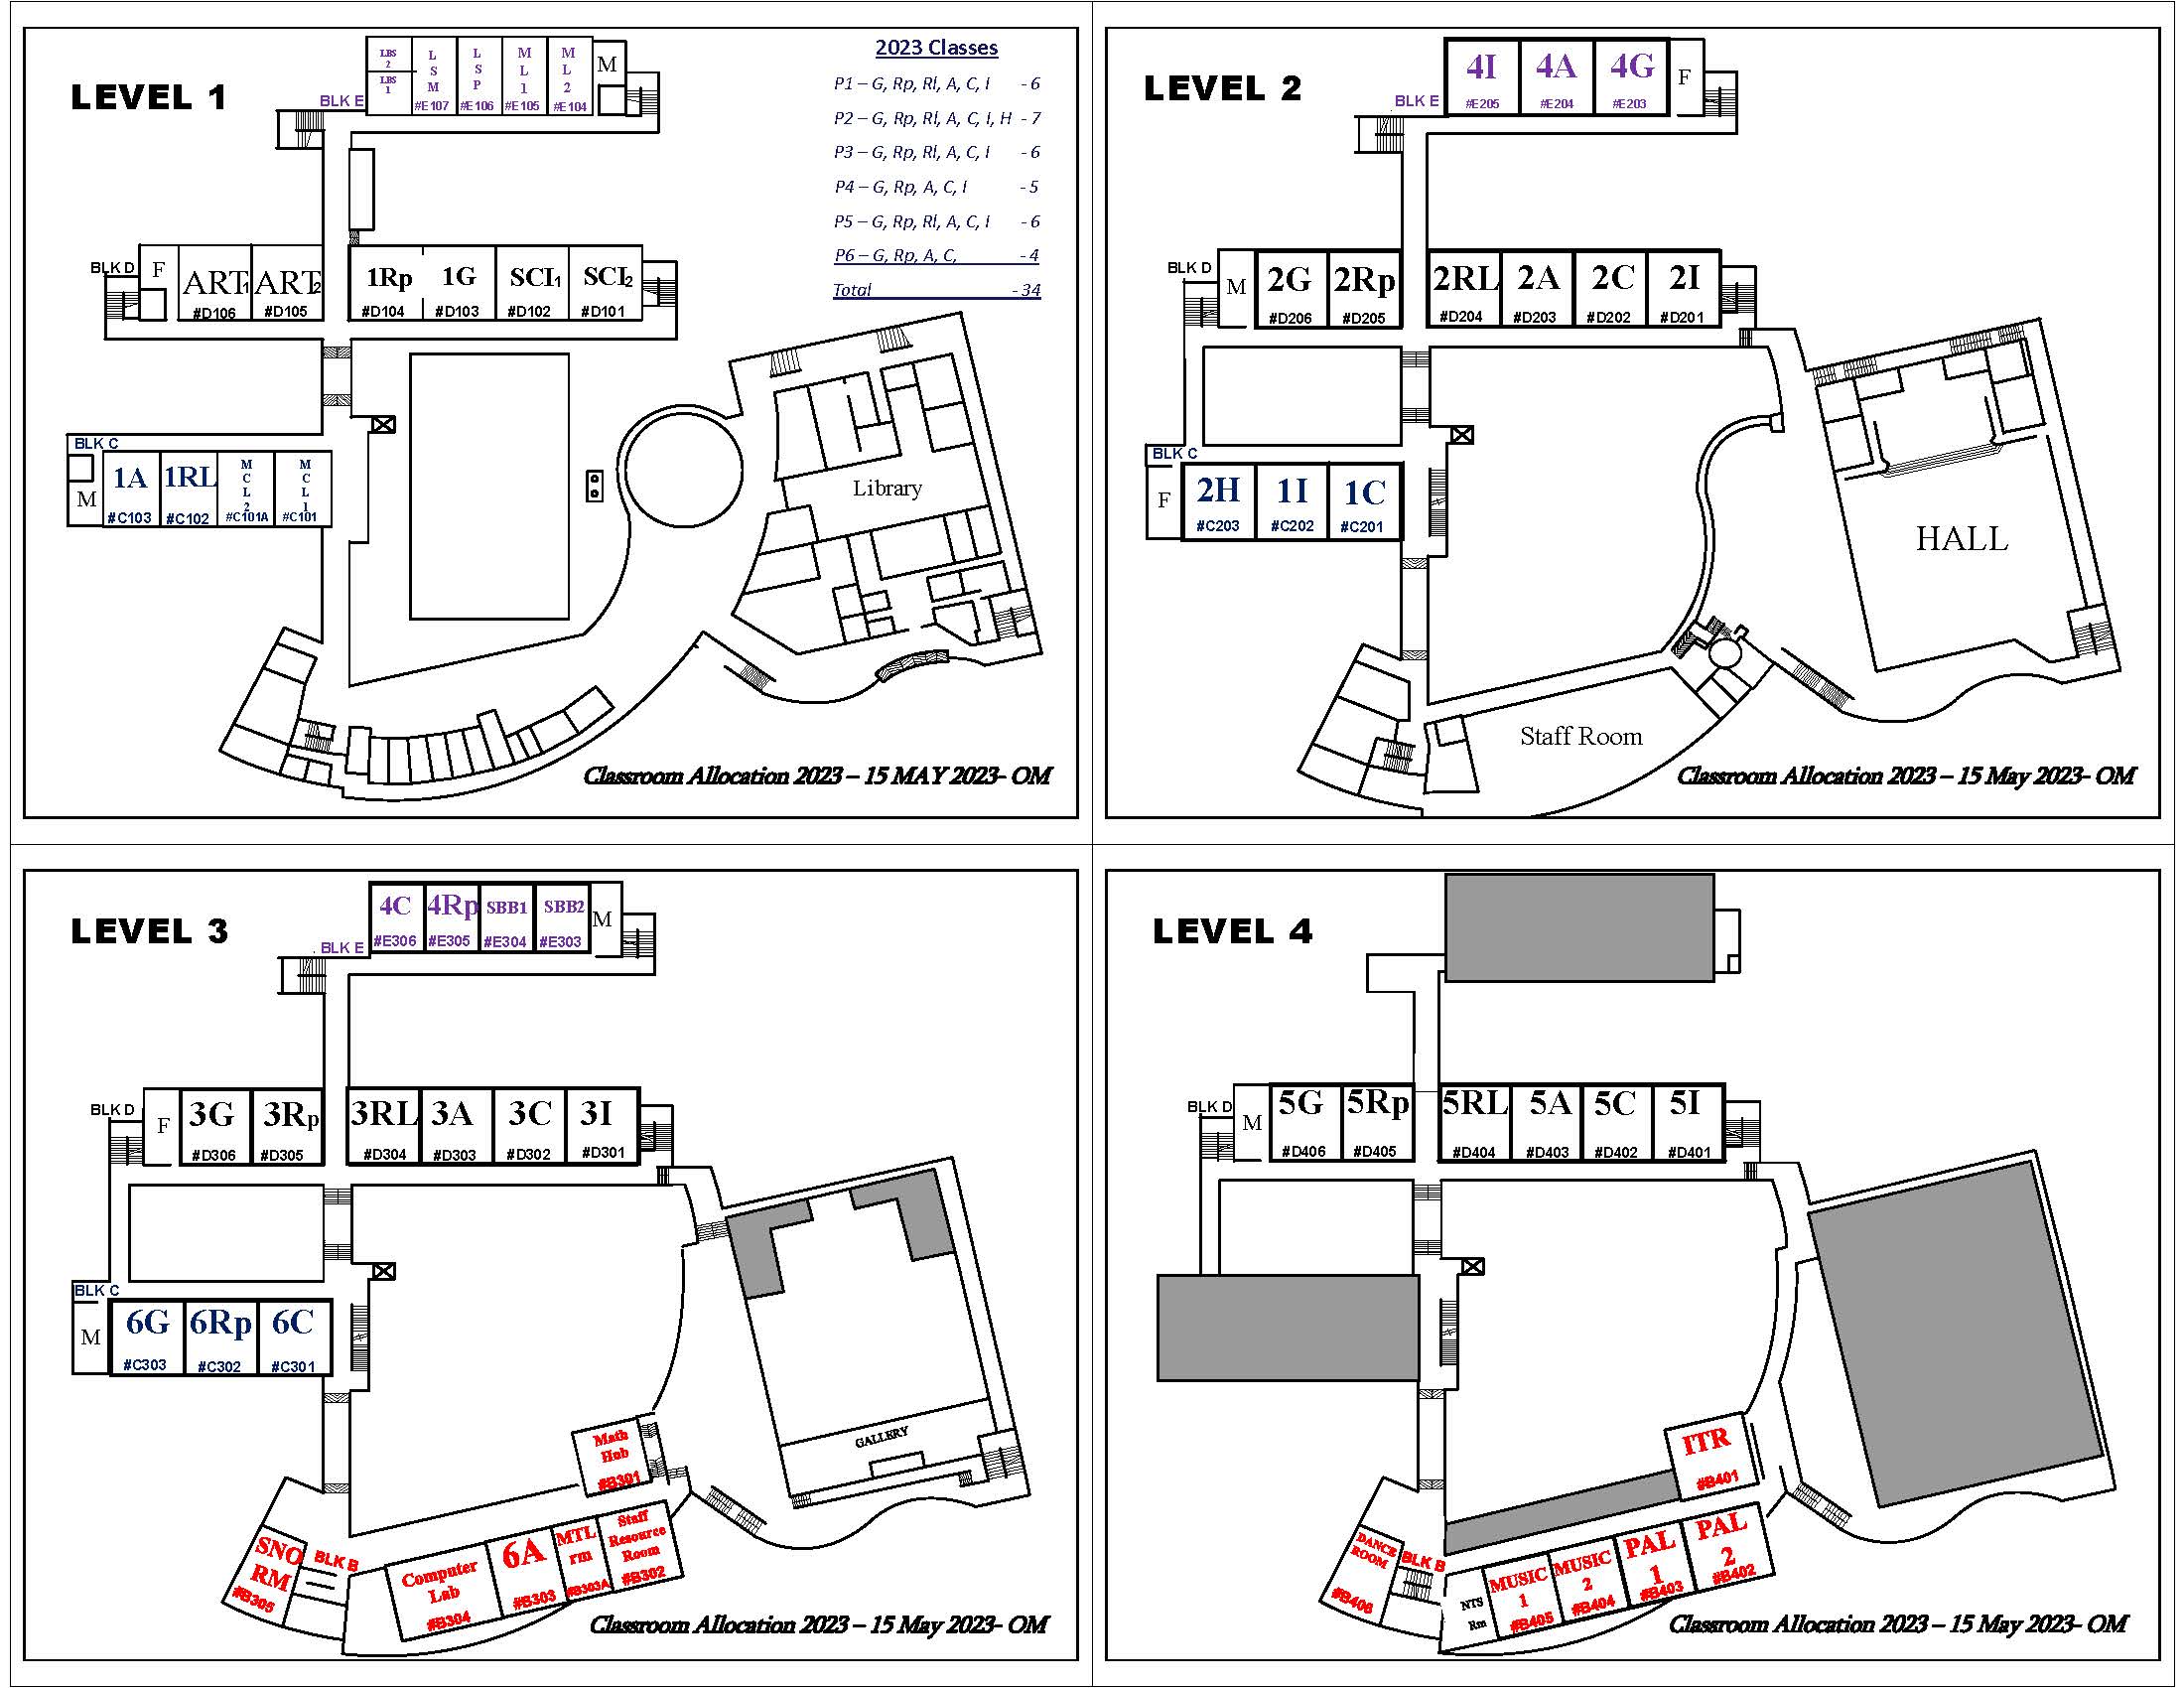 LEVEL 1
LBS
2
LBS
1
L
S
M
#E107
L
S
P
#E106
M
L
1
#E105
M
L
2
#E104
M
BLK E
2023 Classes
P1 – G, Rp, Rl, A, C, I - 6
P2 – G, Rp, Rl, A, C, I, H - 7
P3 – G, Rp, Rl, A, C, I - 6
P4 – G, Rp, A, C, I - 5
P5 – G, Rp, Rl, A, C, I - 6
P6 – G, Rp, A, C, - 4
Total - 34
BLK D
F
ART1
#D106
ART2
#D105
1Rp
#D104
1G
#D103
SCI1
#D102
SCI2
#D101
BLK C
M
1A
#C103
1RL
#C102
M
C
L
2
#C101A
M
C
L
1
#C101
Library
Classroom Allocation 2023 – 15 MAY 2023- OM
LEVEL 2
4I
#E205
4A
#E204
4G
#E203
F
BLK E
BLK D
M
2G
#D206
2Rp
#D205
2RL
#D204
2A
#D203
2C
#D202
2I
#D201
BLK C
F
2H
#C203
1I
#C202
1C
#C201
HALL
Staff Room
Classroom Allocation 2023 – 15 May 2023- OM
LEVEL 3
4C
#E306
4Rp
#E305
SBB1
#E304
SBB2
#E303
M
BLK E
BLK D
F
3G
#D306
3Rp
#D305
3RL
#D304
3A
#D303
3C
#D302
3I
#D301
BLK C
M
6G
#C303
6Rp
#C302
6C
#C301
GALLERY
Math
Hub
#B301
SNO
RM
#B305
BLK B
Computer
Lab
#B304
6A
#B303
MTL
rm
#B303A
Staff
Resource
Room
#B302
Classroom Allocation 2023 – 15 May 2023- OM
LEVEL 4
BLK D
M
5G
#D406
5Rp
#D405
5RL
#D404
5A
#D403
5C
#D402
5I
#D401
ITR
#B401
DANCE
ROOM
#B406
BLK B
NTS
Rm
MUSIC
1
#B405
MUSIC
2
#B404
PAL
1
#B403
PAL
2
#B402
Classroom Allocation 2023 – 15 May 2023- OM